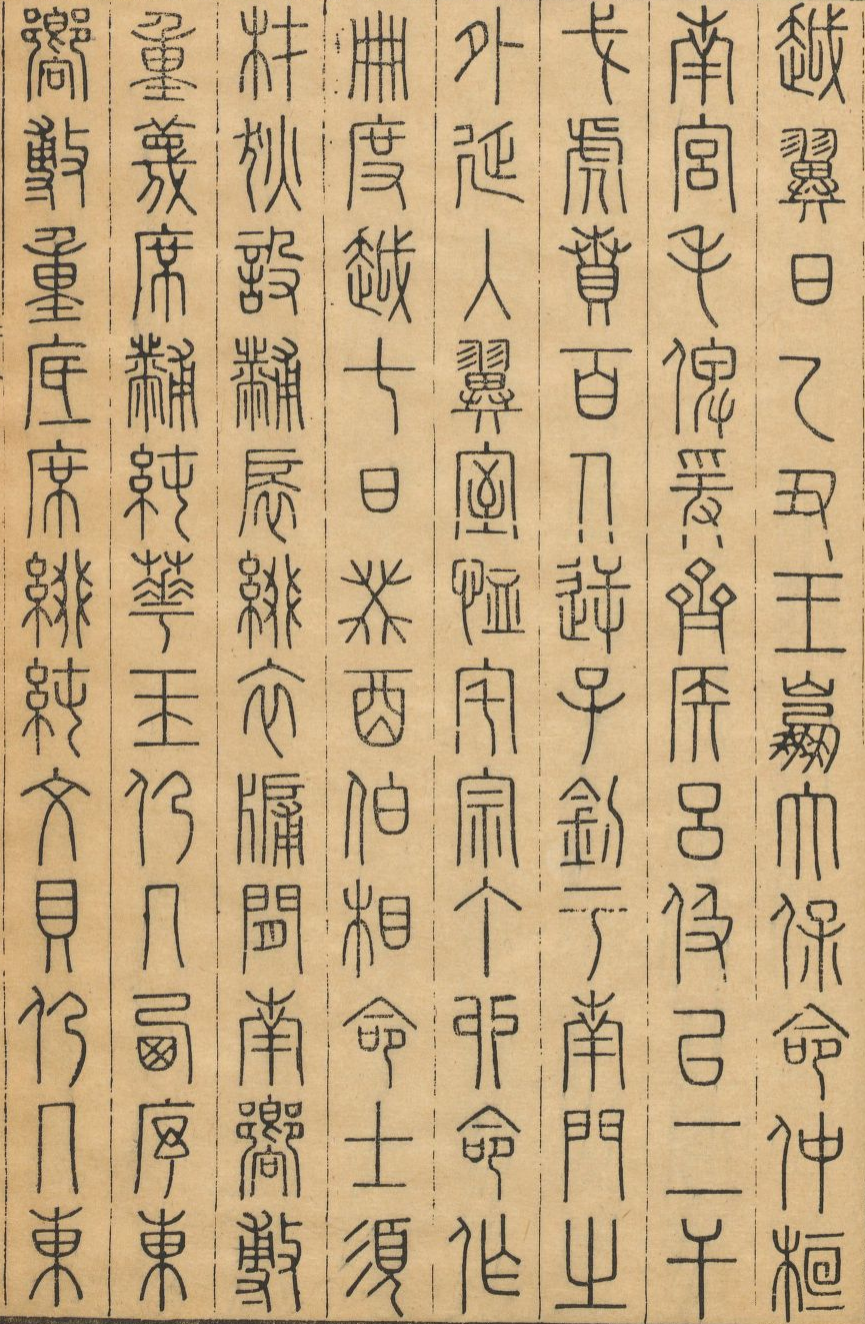 越翼日乙丑王崩大保命仲桓
南宮毛俾爰齊侯呂伋以二干
戈虎賁百人逆子釗于南門之
外延入翼室恤宅宗丁卯命作
冊度越七日癸酉伯相命士須
材狄設黼扆綴衣牖間南嚮敷
重蔑席黼純華玉仍几西序東
嚮敷重底席綴純文貝仍几東